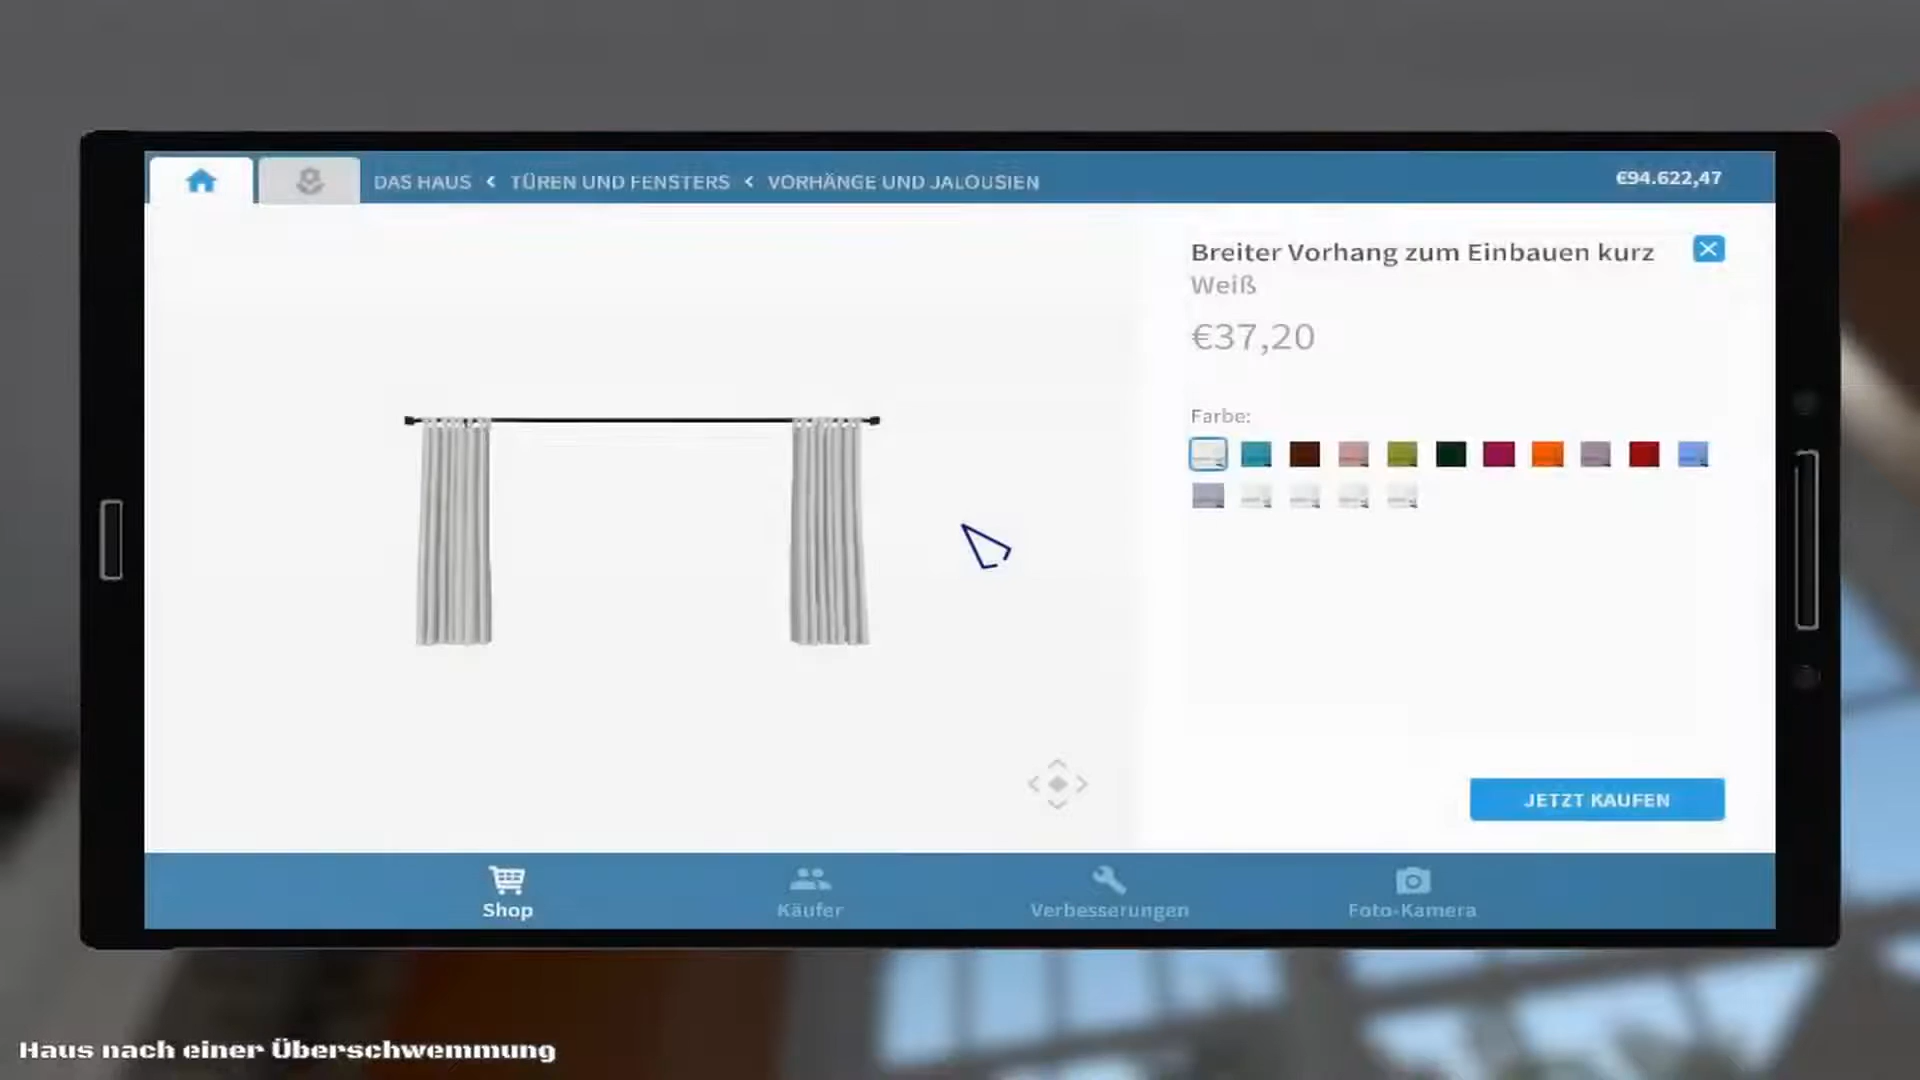 DAS HAUS < TÜREN UND FENSTERS < VORHÄNGE UND JALOUSIEN
€94.622,47
Breiter Vorhang zum Einbauen kurz
Weiß
€37,20
Farbe:
JETZT KAUFEN
Shop
Käufer
Verbesserungen
Foto-Kamera
Haus nach einer Überschwemmung